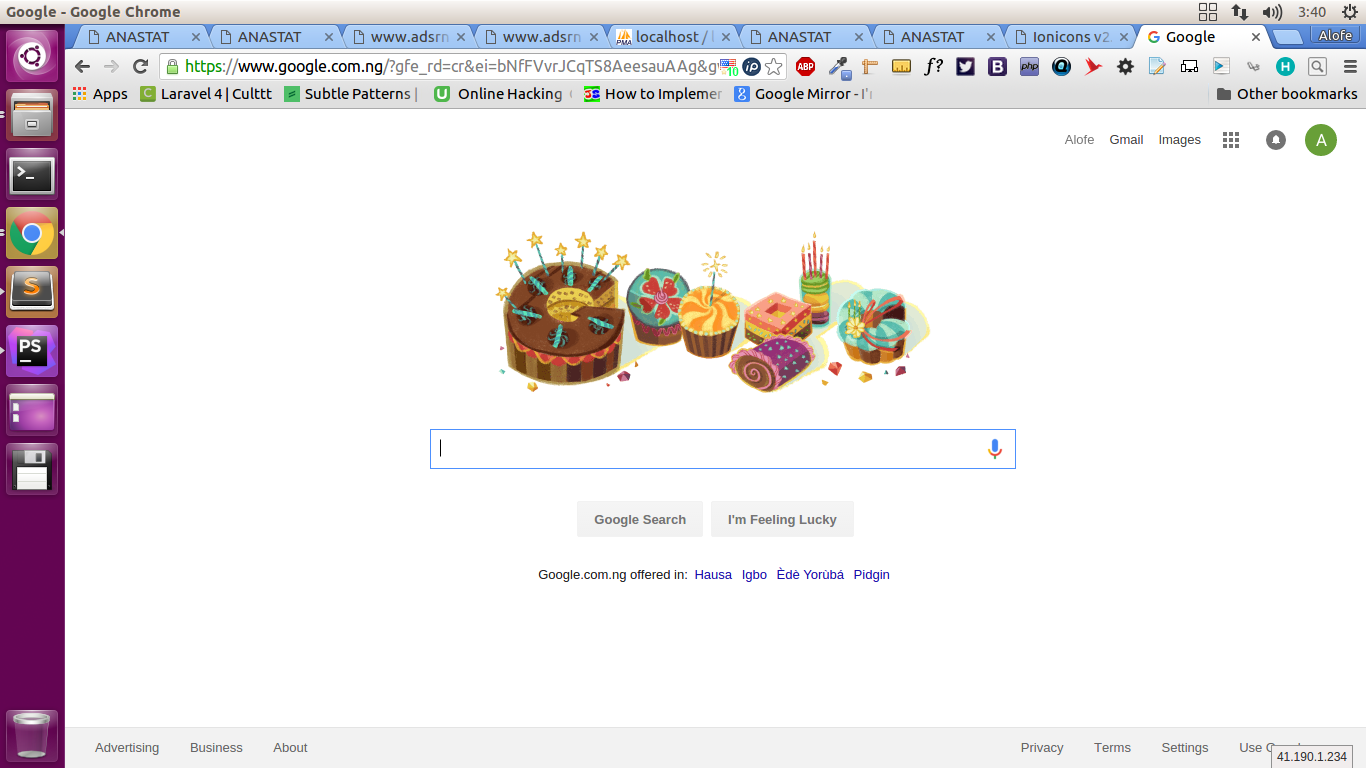 Google - Google Chrome
3:40
ANASTAT
ANASTAT
www.adsrn
www.adsrn
localhost / l
ANASTAT
ANASTAT
Ionicons v2.
Google
Alofe
https://www.google.com.ng/?gfe_rd=cr&ei=bNfFVvrJCqTS8AeesauAAg&g
10
ip
ABP
f?
B
php
H
Apps
Laravel 4 | Culttt
Subtle Patterns |
Online Hacking
How to Implemer
Google Mirror - I'r
Other bookmarks
Alofe
Gmail
Images
A
PS
Google Search
I'm Feeling Lucky
Google.com.ng offered in: Hausa Igbo Èdè Yorùbá Pidgin
Advertising
Business
About
Privacy
Terms
Settings
Use
41.190.1.234